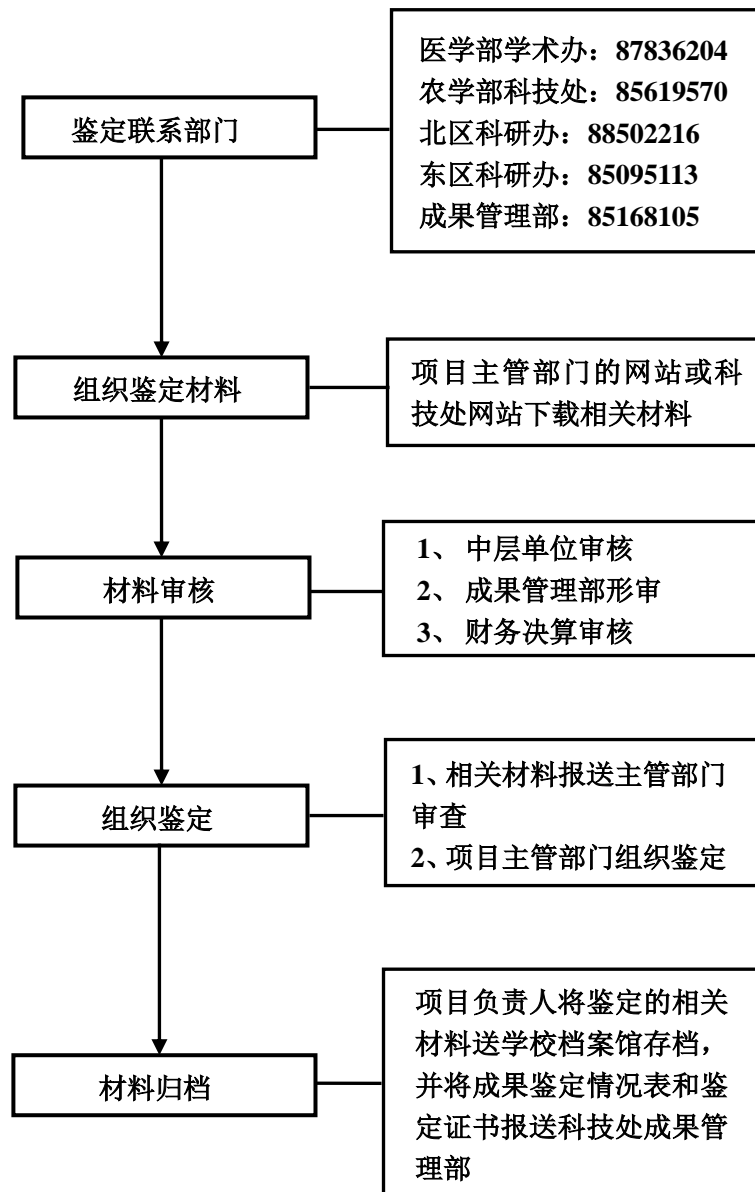 鉴定联系部门
医学部学术办：87836204
农学部科技处：85619570
北区科研办：88502216
东区科研办：85095113
成果管理部：85168105
组织鉴定材料
项目主管部门的网站或科
技处网站下载相关材料
材料审核
1、 中层单位审核
2、 成果管理部形审
3、 财务决算审核
组织鉴定
1、相关材料报送主管部门
审查
2、项目主管部门组织鉴定
材料归档
项目负责人将鉴定的相关
材料送学校档案馆存档，
并将成果鉴定情况表和鉴
定证书报送科技处成果管
理部